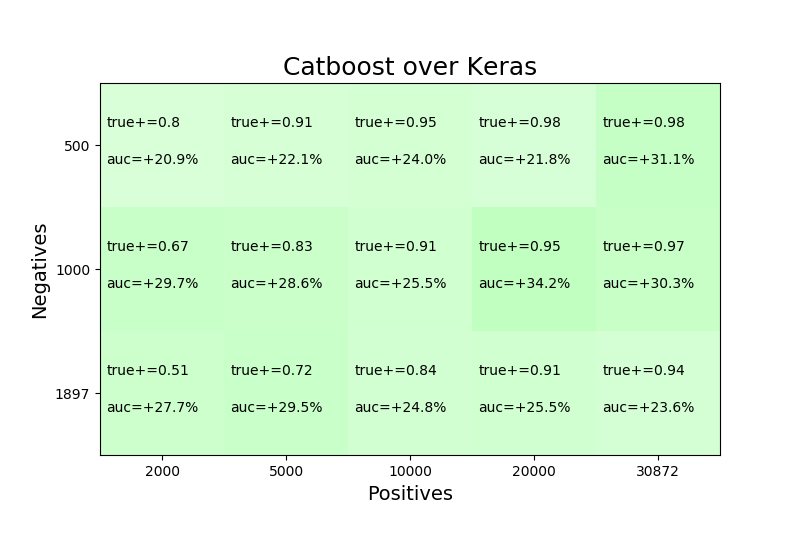 Catboost over Keras
true+=0.8 true+=0.91 true+=0.95 true+=0.98 true+=0.98
500
auc=+20.9% auc=+22.1% auc=+24.0% auc=+21.8% auc=+31.1%
true+=0.67 true+=0.83 true+=0.91 true+=0.95 true+=0.97
Negatives
1000
auc=+29.7% auc=+28.6% auc=+25.5% auc=+34.2% auc=+30.3%
true+=0.51 true+=0.72 true+=0.84 true+=0.91 true+=0.94
1897
auc=+27.7% auc=+29.5% auc=+24.8% auc=+25.5% auc=+23.6%
2000 5000 10000 20000 30872
Positives